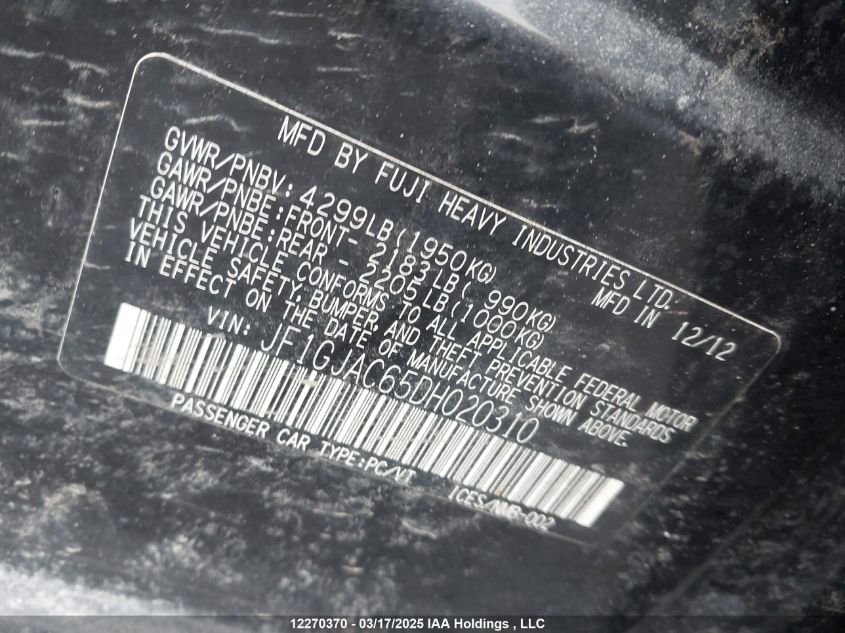 MFD BY FUJI HEAVY INDUSTRIES LTD.
MFD IN 12/12
GVWR/PNBV: 4299LB(1950KG)
GAWR/PNBE:FRONT- 2183LB( 990KG)
GAWR/PNBE:REAR - 2205LB(1000KG)
THIS VEHICLE CONFORMS TO ALL APPLICABLE FEDERAL MOTOR
VEHICLE SAFETY,BUMPER,AND THEFT PREVENTION STANDARDS
IN EFFECT ON THE DATE OF MANUFACTURE SHOWN ABOVE.
VIN: JF1GJAC65DH020310
PASSENGER CAR TYPE:PC/VT ICES/NMB-002
12270370 - 03/17/2025 IAA Holdings , LLC